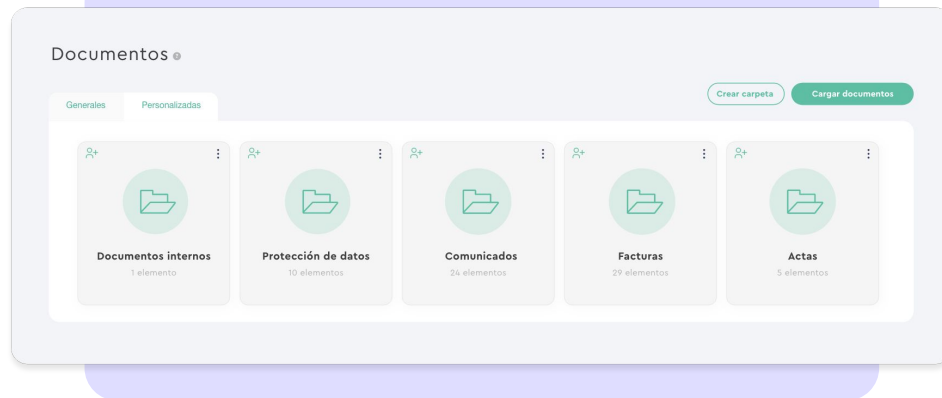 Documentos
Crear carpeta
Cargar documentos
Generales
Personalizadas
Documentos internos
1 elemento
Protección de datos
10 elementos
Comunicados
24 elementos
Facturas
29 elementos
Actas
5 elementos